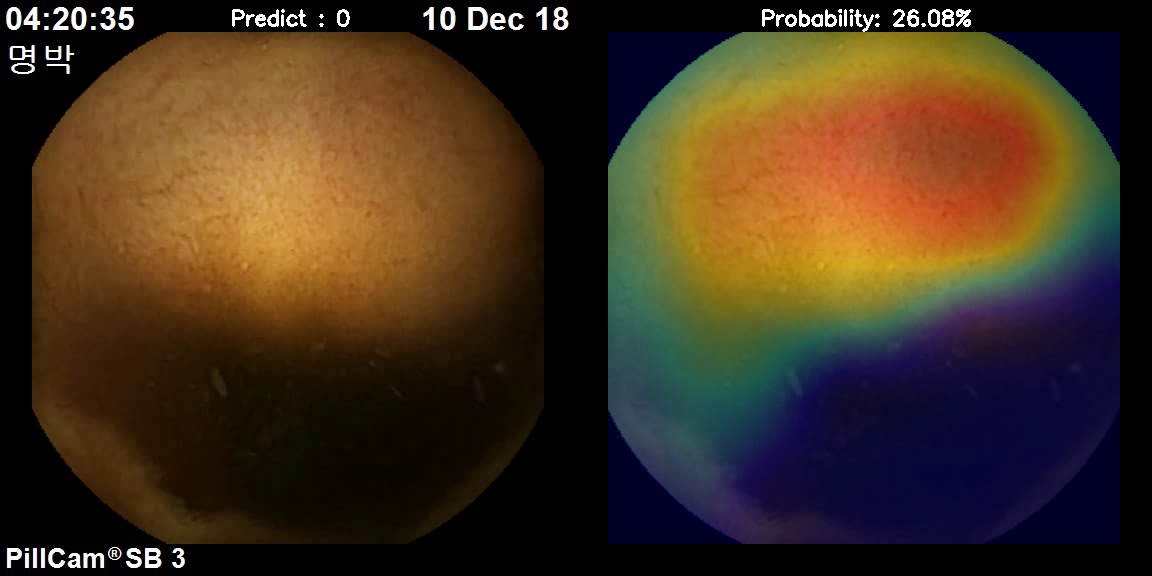 04:20:35
Predict : 0
10 Dec 18
Probability: 26.08%
명박
PillCam® SB 3